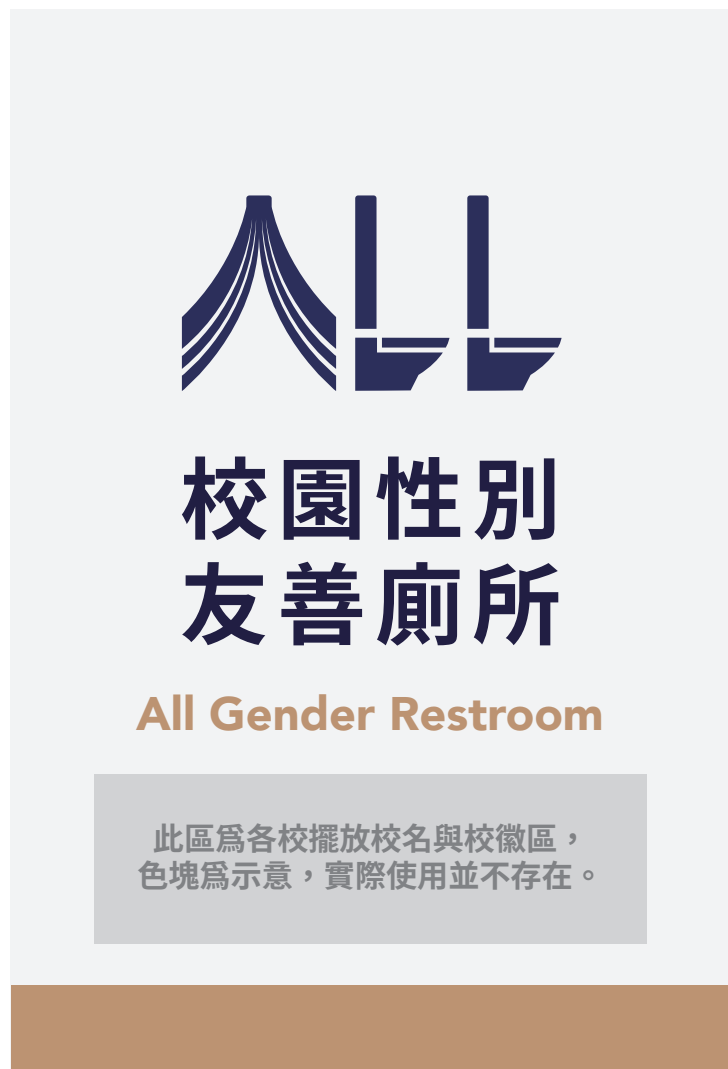 ALL
校園性別
友善廁所
All Gender Restroom
此區爲各校擺放校名與校徽區，
色塊爲示意，實際使用並不存在。